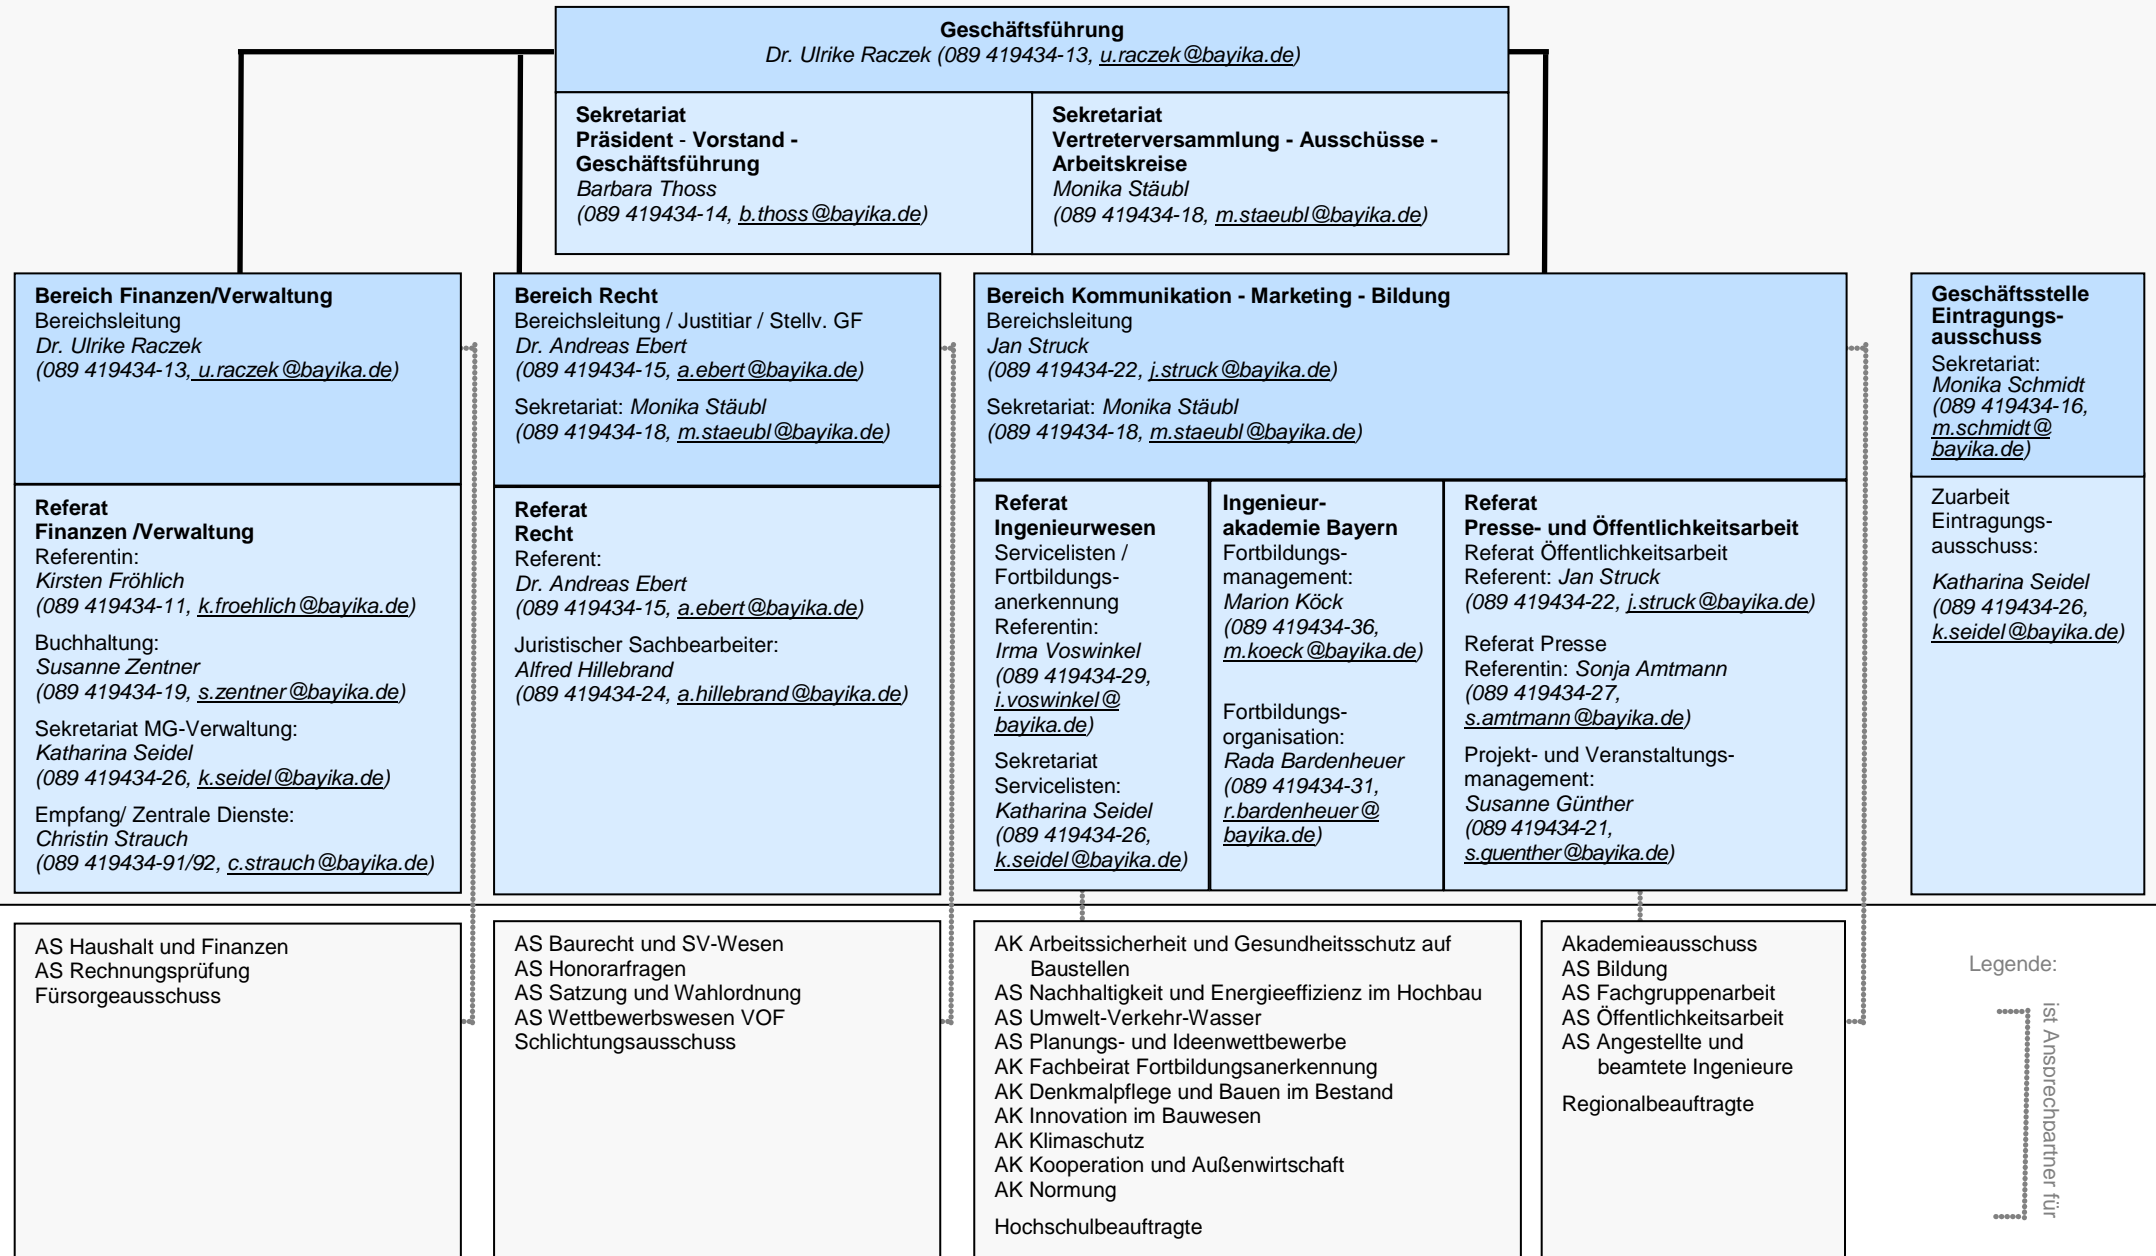 Geschäftsführung
Dr. Ulrike Raczek (089 419434-13, u.raczek@bayika.de)
Sekretariat
Präsident - Vorstand -
Geschäftsführung
Barbara Thoss
(089 419434-14, b.thoss@bayika.de)
Sekretariat
Vertreterversammlung - Ausschüsse -
Arbeitskreise
Monika Stäubl
(089 419434-18, m.staeubl@bayika.de)
Bereich Finanzen/Verwaltung
Bereichsleitung
Dr. Ulrike Raczek
(089 419434-13, u.raczek@bayika.de)
Referat
Finanzen /Verwaltung
Referentin:
Kirsten Fröhlich
(089 419434-11, k.froehlich@bayika.de)
Buchhaltung:
Susanne Zentner
(089 419434-19, s.zentner@bayika.de)
Sekretariat MG-Verwaltung:
Katharina Seidel
(089 419434-26, k.seidel@bayika.de)
Empfang/ Zentrale Dienste:
Christin Strauch
(089 419434-91/92, c.strauch@bayika.de)
Bereich Recht
Bereichsleitung / Justitiar / Stellv. GF
Dr. Andreas Ebert
(089 419434-15, a.ebert@bayika.de)
Sekretariat: Monika Stäubl
(089 419434-18, m.staeubl@bayika.de)
Referat
Recht
Referent:
Dr. Andreas Ebert
(089 419434-15, a.ebert@bayika.de)
Juristischer Sachbearbeiter:
Alfred Hillebrand
(089 419434-24, a.hillebrand@bayika.de)
Bereich Kommunikation - Marketing - Bildung
Bereichsleitung
Jan Struck
(089 419434-22, j.struck@bayika.de)
Sekretariat: Monika Stäubl
(089 419434-18, m.staeubl@bayika.de)
Referat
Ingenieurwesen
Servicelisten /
Fortbildungs-
anerkennung
Referentin:
Irma Voswinkel
(089 419434-29,
i.voswinkel@
bayika.de)
Sekretariat
Servicelisten:
Katharina Seidel
(089 419434-26,
k.seidel@bayika.de)
Ingenieur-
akademie Bayern
Fortbildungs-
management:
Marion Köck
(089 419434-36,
m.koeck@bayika.de)
Fortbildungs-
organisation:
Rada Bardenheuer
(089 419434-31,
r.bardenheuer@
bayika.de)
Referat
Presse- und Öffentlichkeitsarbeit
Referat Öffentlichkeitsarbeit
Referent: Jan Struck
(089 419434-22, j.struck@bayika.de)
Referat Presse
Referentin: Sonja Amtmann
(089 419434-27,
s.amtmann@bayika.de)
Projekt- und Veranstaltungs-
management:
Susanne Günther
(089 419434-21,
s.guenther@bayika.de)
Geschäftsstelle
Eintragungs-
ausschuss
Sekretariat:
Monika Schmidt
(089 419434-16,
m.schmidt@
bayika.de)
Zuarbeit
Eintragungs-
ausschuss:
Katharina Seidel
(089 419434-26,
k.seidel@bayika.de)
AS Haushalt und Finanzen
AS Rechnungsprüfung
Fürsorgeausschuss
AS Baurecht und SV-Wesen
AS Honorarfragen
AS Satzung und Wahlordnung
AS Wettbewerbswesen VOF
Schlichtungsausschuss
AK Arbeitssicherheit und Gesundheitsschutz auf
Baustellen
AS Nachhaltigkeit und Energieeffizienz im Hochbau
AS Umwelt-Verkehr-Wasser
AS Planungs- und Ideenwettbewerbe
AK Fachbeirat Fortbildungsanerkennung
AK Denkmalpflege und Bauen im Bestand
AK Innovation im Bauwesen
AK Klimaschutz
AK Kooperation und Außenwirtschaft
AK Normung
Hochschulbeauftragte
Akademieausschuss
AS Bildung
AS Fachgruppenarbeit
AS Öffentlichkeitsarbeit
AS Angestellte und
beamtete Ingenieure
Regionalbeauftragte
Legende:
ist Ansprechpartner für